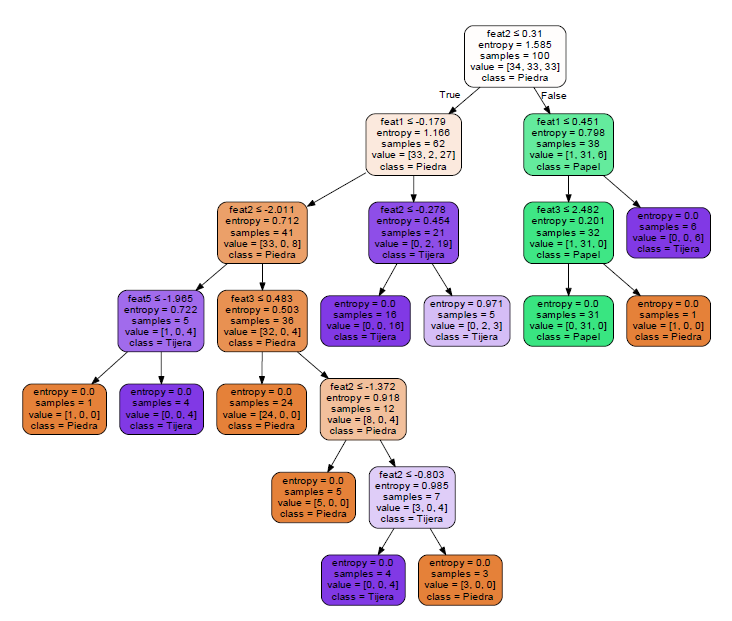 feat2 ≤ 0.31
entropy = 1.585
samples = 100
value = [34, 33, 33]
class = Piedra
True
False
feat1 ≤ -0.179
entropy = 1.166
samples = 62
value = [33, 2, 27]
class = Piedra
feat1 ≤ 0.451
entropy = 0.798
samples = 38
value = [1, 31, 6]
class = Papel
feat2 ≤ -2.011
entropy = 0.712
samples = 41
value = [33, 0, 8]
class = Piedra
feat2 ≤ -0.278
entropy = 0.454
samples = 21
value = [0, 2, 19]
class = Tijera
feat3 ≤ 2.482
entropy = 0.201
samples = 32
value = [1, 31, 0]
class = Papel
entropy = 0.0
samples = 6
value = [0, 0, 6]
class = Tijera
feat5 ≤ -1.965
entropy = 0.722
samples = 5
value = [1, 0, 4]
class = Tijera
feat3 ≤ 0.483
entropy = 0.503
samples = 36
value = [32, 0, 4]
class = Piedra
entropy = 0.0
samples = 16
value = [0, 0, 16]
class = Tijera
entropy = 0.971
samples = 5
value = [0, 2, 3]
class = Tijera
entropy = 0.0
samples = 31
value = [0, 31, 0]
class = Papel
entropy = 0.0
samples = 1
value = [1, 0, 0]
class = Piedra
entropy = 0.0
samples = 1
value = [1, 0, 0]
class = Piedra
entropy = 0.0
samples = 4
value = [0, 0, 4]
class = Tijera
entropy = 0.0
samples = 24
value = [24, 0, 0]
class = Piedra
feat2 ≤ -1.372
entropy = 0.918
samples = 12
value = [8, 0, 4]
class = Piedra
entropy = 0.0
samples = 5
value = [5, 0, 0]
class = Piedra
feat2 ≤ -0.803
entropy = 0.985
samples = 7
value = [3, 0, 4]
class = Tijera
entropy = 0.0
samples = 4
value = [0, 0, 4]
class = Tijera
entropy = 0.0
samples = 3
value = [3, 0, 0]
class = Piedra